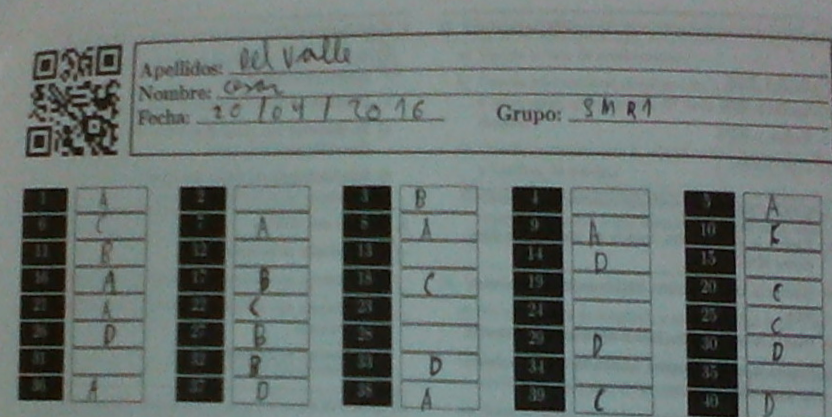 Apellidos: Del Valle
Nombre: Cesar
Fecha: 20 / 04 / 2016 Grupo: SMR1
1 A 2 3 B 4 5 A
6 C 7 A 8 A 9 A 10 C
11 B 12 13 14 D 15
16 A 17 B 18 C 19 20 C
21 A 22 C 23 24 25 C
26 D 27 B 28 29 D 30 D
31 32 B 33 D 34 35
36 A 37 D 38 A 39 C 40 D